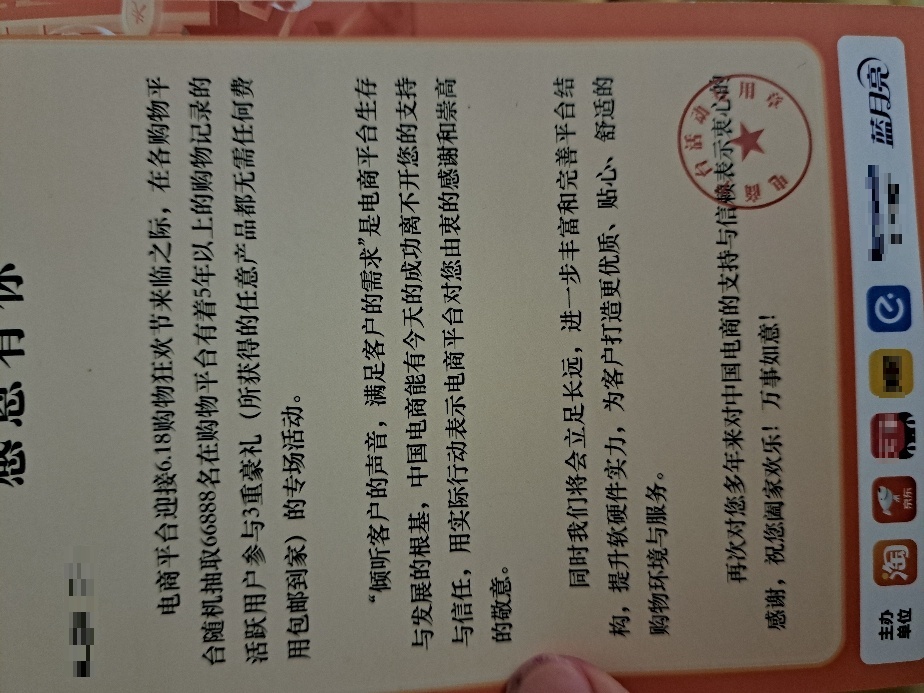 感恩有你
电商平台迎接6.18购物狂欢节来临之际，在各购物平
台随机抽取66888名在购物平台有着5年以上的购物记录的
活跃用户参与3重豪礼（所获得的任意产品都无需任何费
用包邮到家）的专场活动。
“倾听客户的声音，满足客户的需求”是电商平台生存
与发展的根基，中国电商能有今天的成功离不开您的支持
与信任，用实际行动表示电商平台对您由衷的感谢和崇高
的敬意。
同时我们将会立足长远，进一步丰富和完善平台结
构，提升软硬件实力，为客户打造更优质、贴心、舒适的
购物环境与服务。
再次对您多年来对中国电商的支持与信赖表示衷心的
感谢，祝您阖家欢乐！万事如意！
主办
单位
淘
京东
蓝月亮